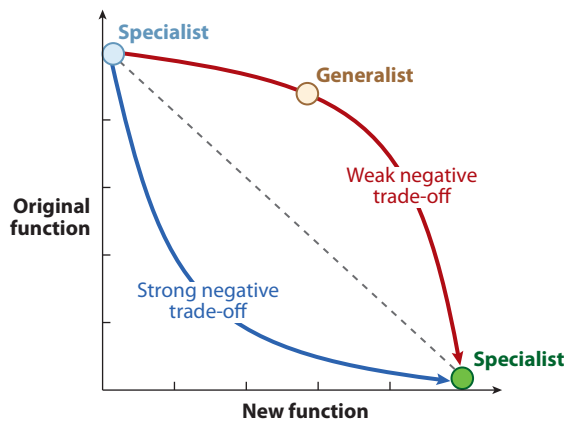 Specialist
Generalist
Weak negative
trade-off
Original
function
Strong negative
trade-off
Specialist
New function